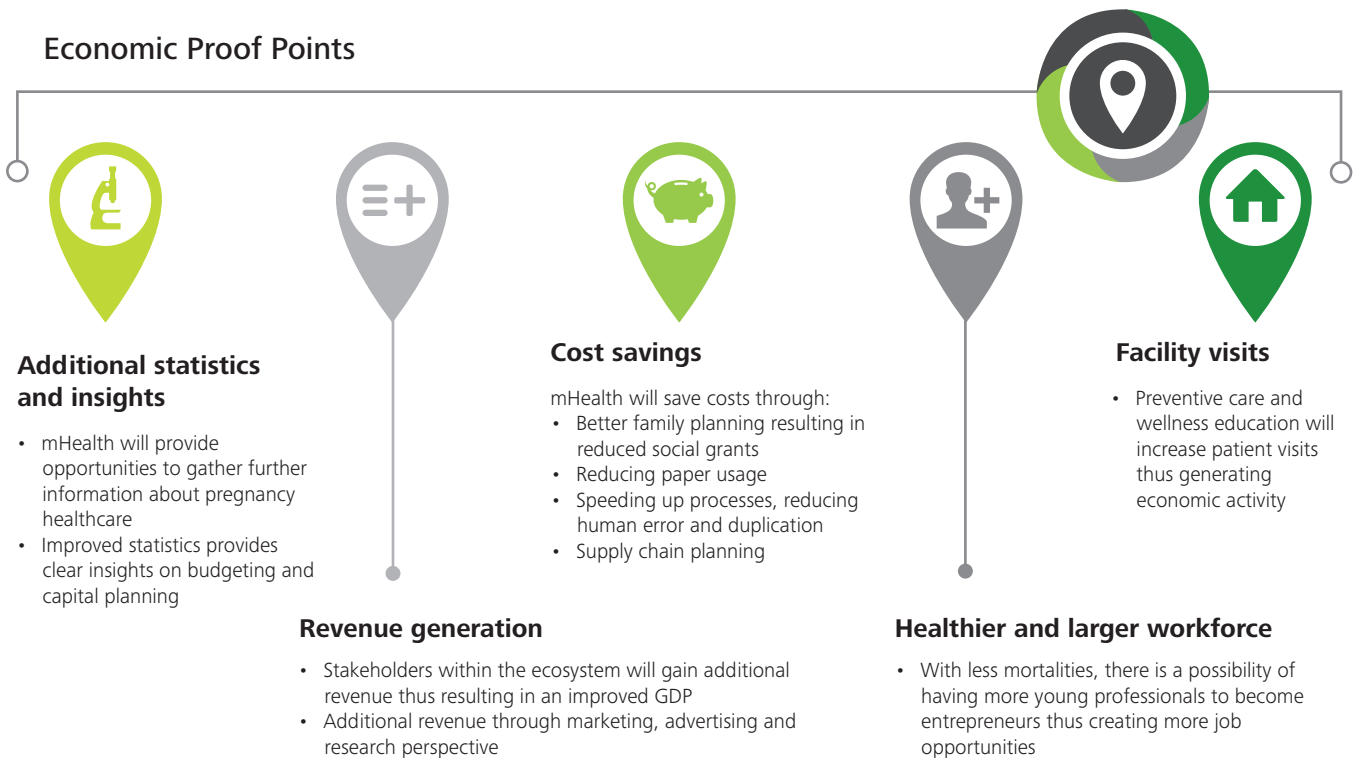 Economic Proof Points
Additional statistics
and insights
• mHealth will provide
opportunities to gather further
information about pregnancy
healthcare
• Improved statistics provides
clear insights on budgeting and
capital planning
Revenue generation
• Stakeholders within the ecosystem will gain additional
revenue thus resulting in an improved GDP
• Additional revenue through marketing, advertising and
research perspective
Cost savings
mHealth will save costs through:
• Better family planning resulting in
reduced social grants
• Reducing paper usage
• Speeding up processes, reducing
human error and duplication
• Supply chain planning
Healthier and larger workforce
• With less mortalities, there is a possibility of
having more young professionals to become
entrepreneurs thus creating more job
opportunities
Facility visits
• Preventive care and
wellness education will
increase patient visits
thus generating
economic activity